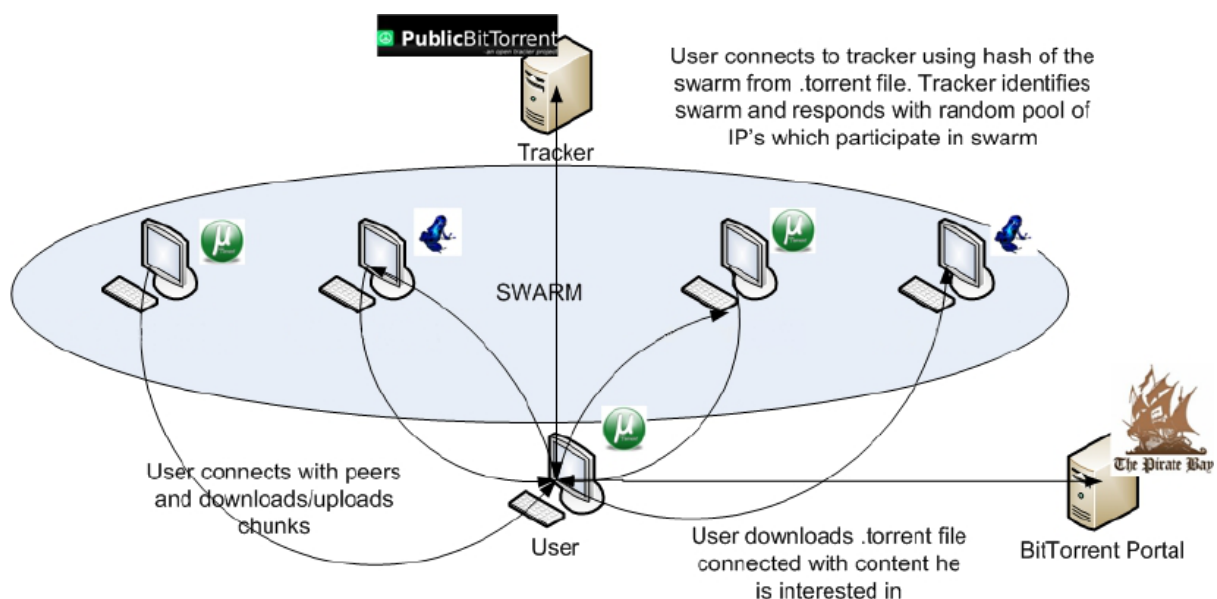 PublicBitTorrent
-an open tracker project
User connects to tracker using hash of the
swarm from .torrent file. Tracker identifies
swarm and responds with random pool of
IP's which participate in swarm
Tracker
µ
Torrent
µ
Torrent
SWARM
µ
Torrent
The Pirate Bay
User connects with peers
and downloads/uploads
chunks
User
User downloads .torrent file
connected with content he
is interested in
BitTorrent Portal